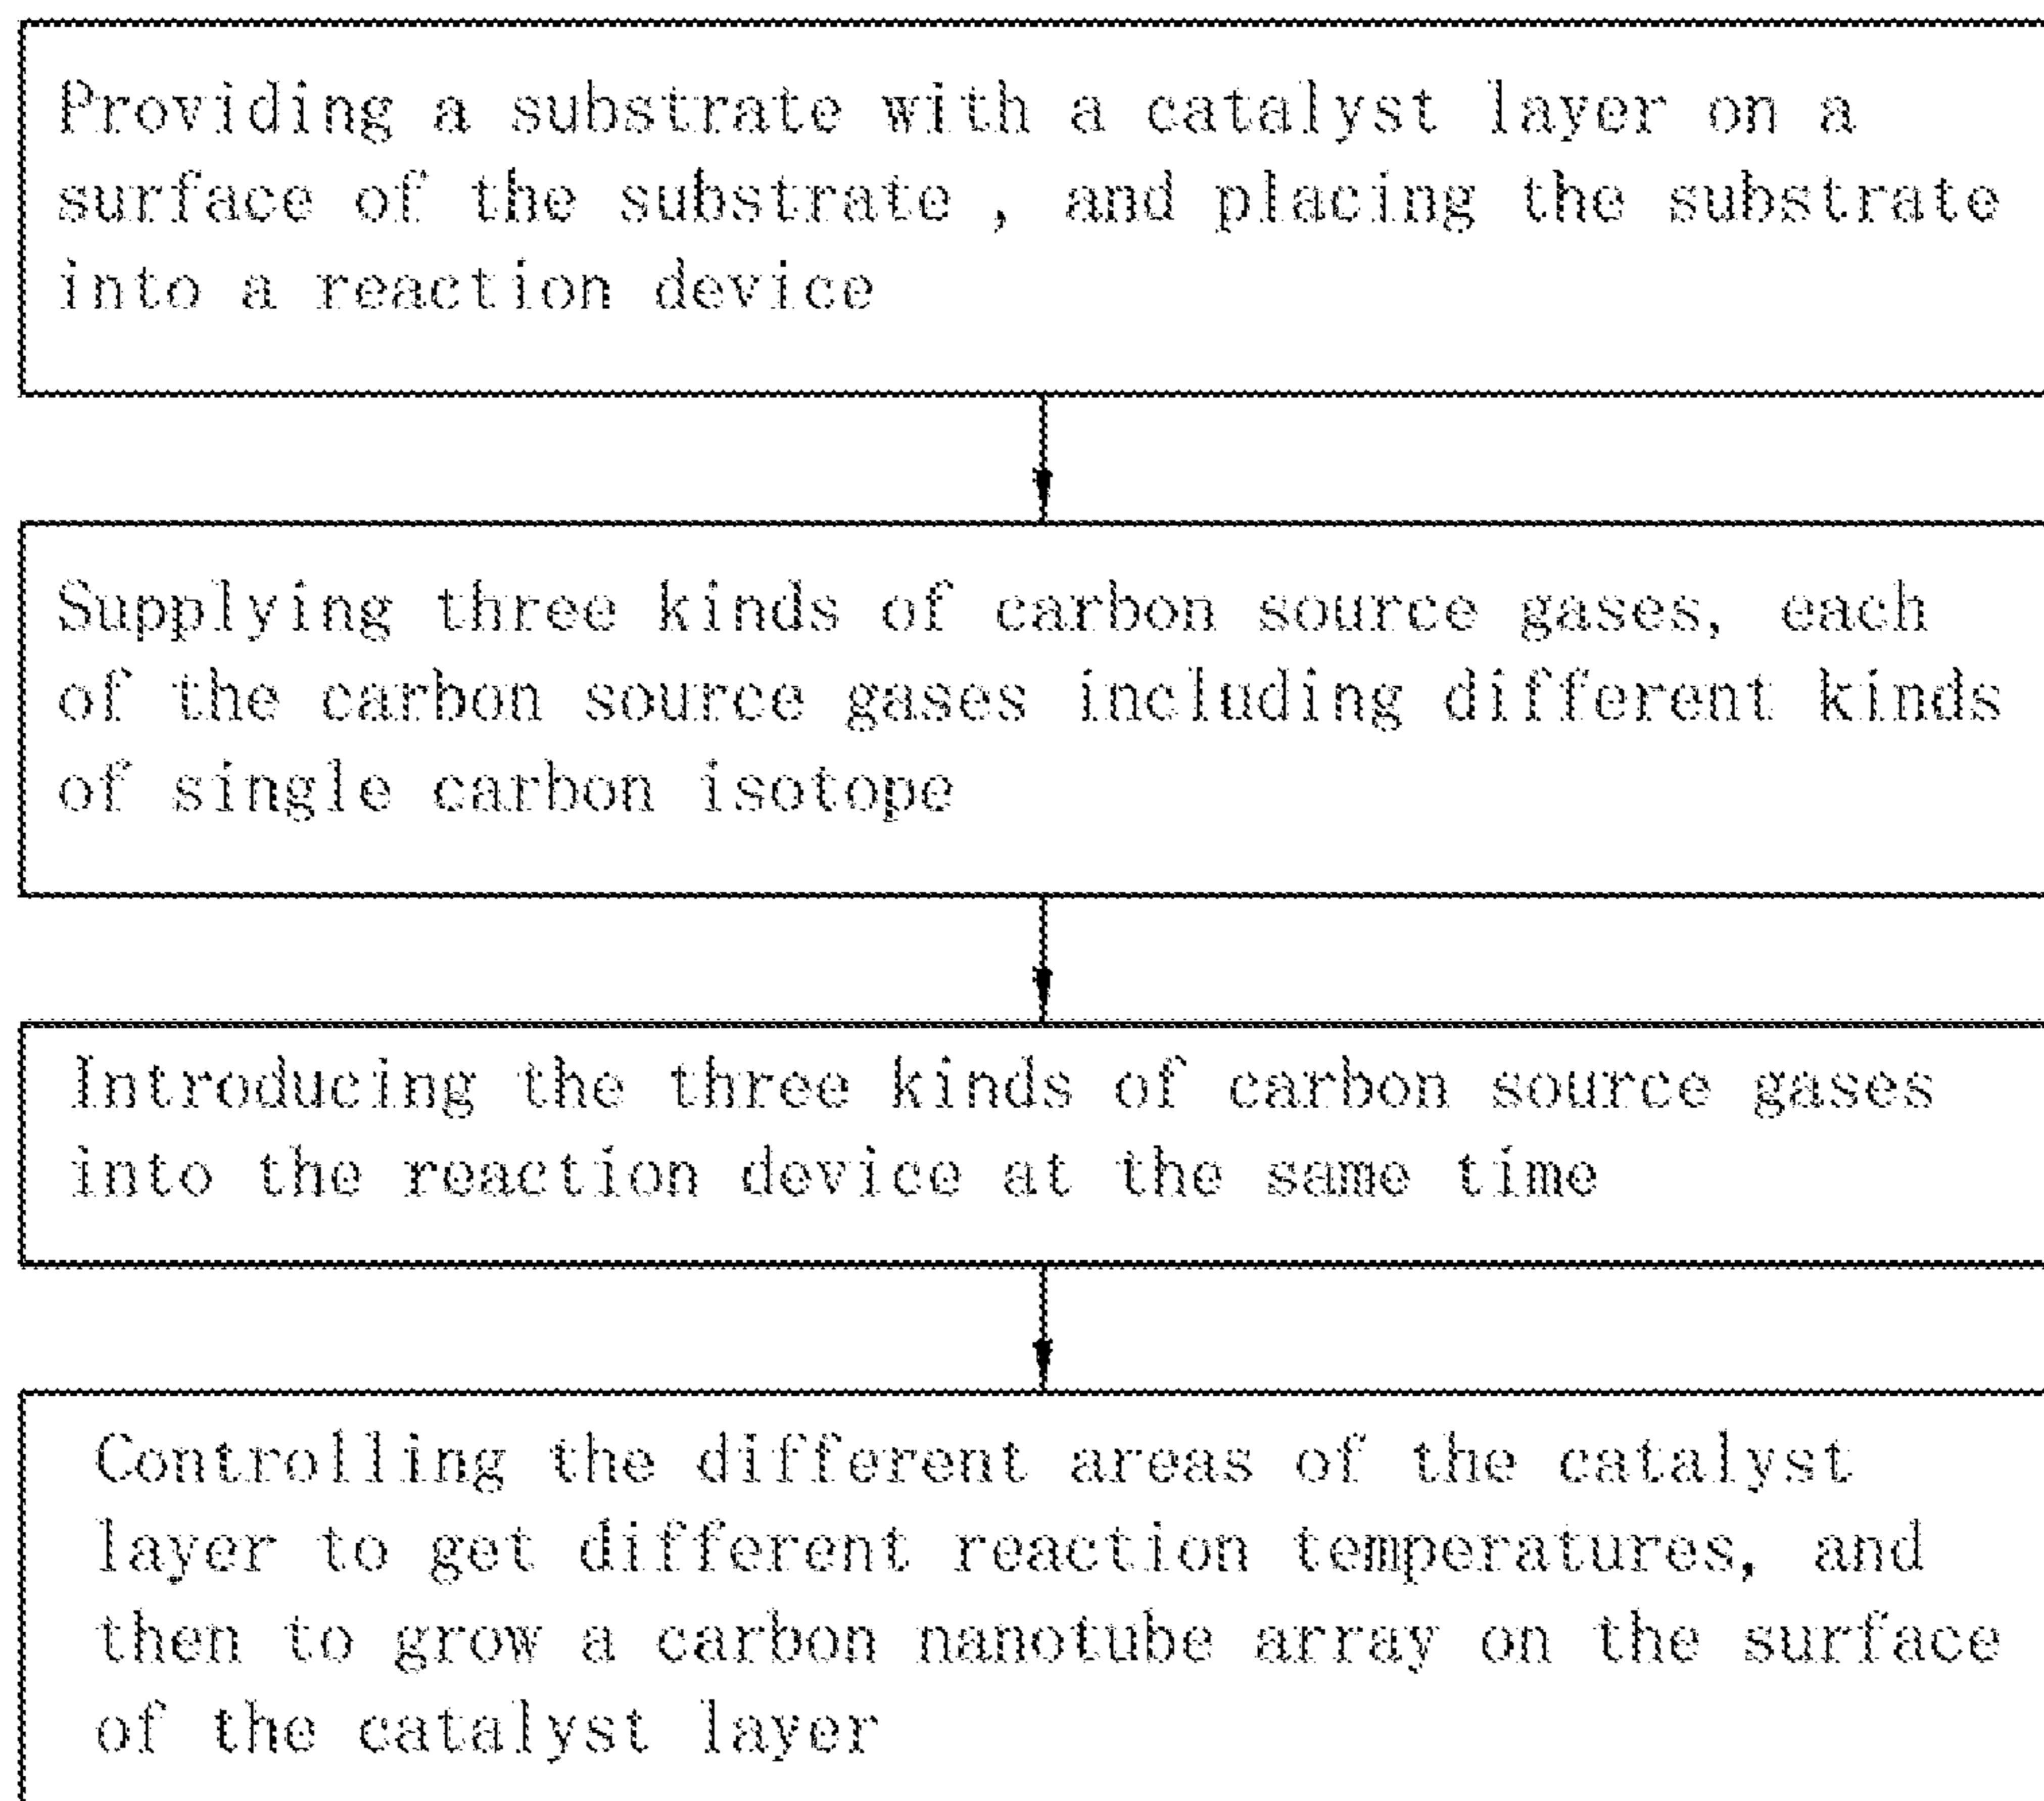 Providing a substrate with a catalyst layer on a
surface of the substrate , and placing the substrate
into a reaction device
Supplying three kinds of carbon source gases, each
of the carbon source gases including different kinds
of single carbon isotope
Introducing the three kinds of carbon source gases
into the reaction device at the same time
Controlling the different areas of the catalyst
layer to get different reaction temperatures, and
then to grow a carbon nanotube array on the surface
of the catalyst layer